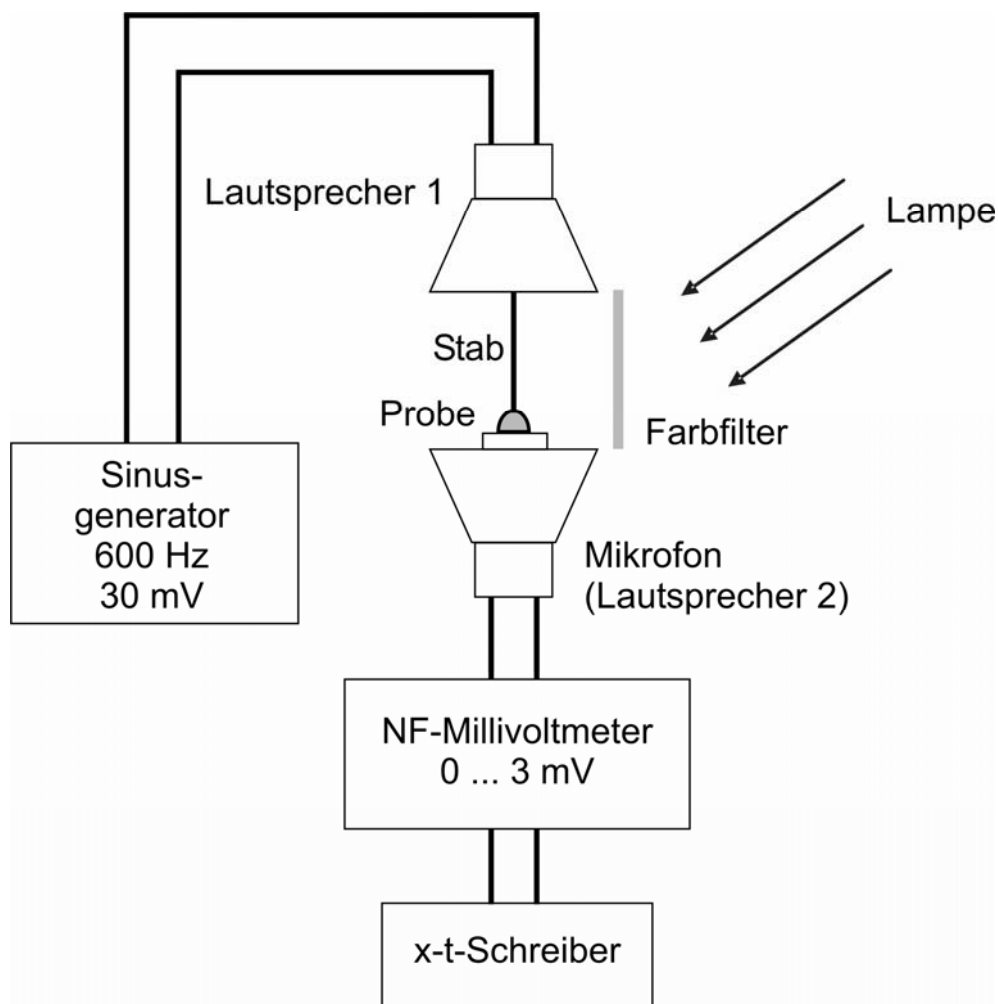 Lautsprecher 1
Lampe
Stab
Probe
Farbfilter
Sinus-
generator
600 Hz
30 mV
Mikrofon
(Lautsprecher 2)
NF-Millivoltmeter
0 ... 3 mV
x-t-Schreiber